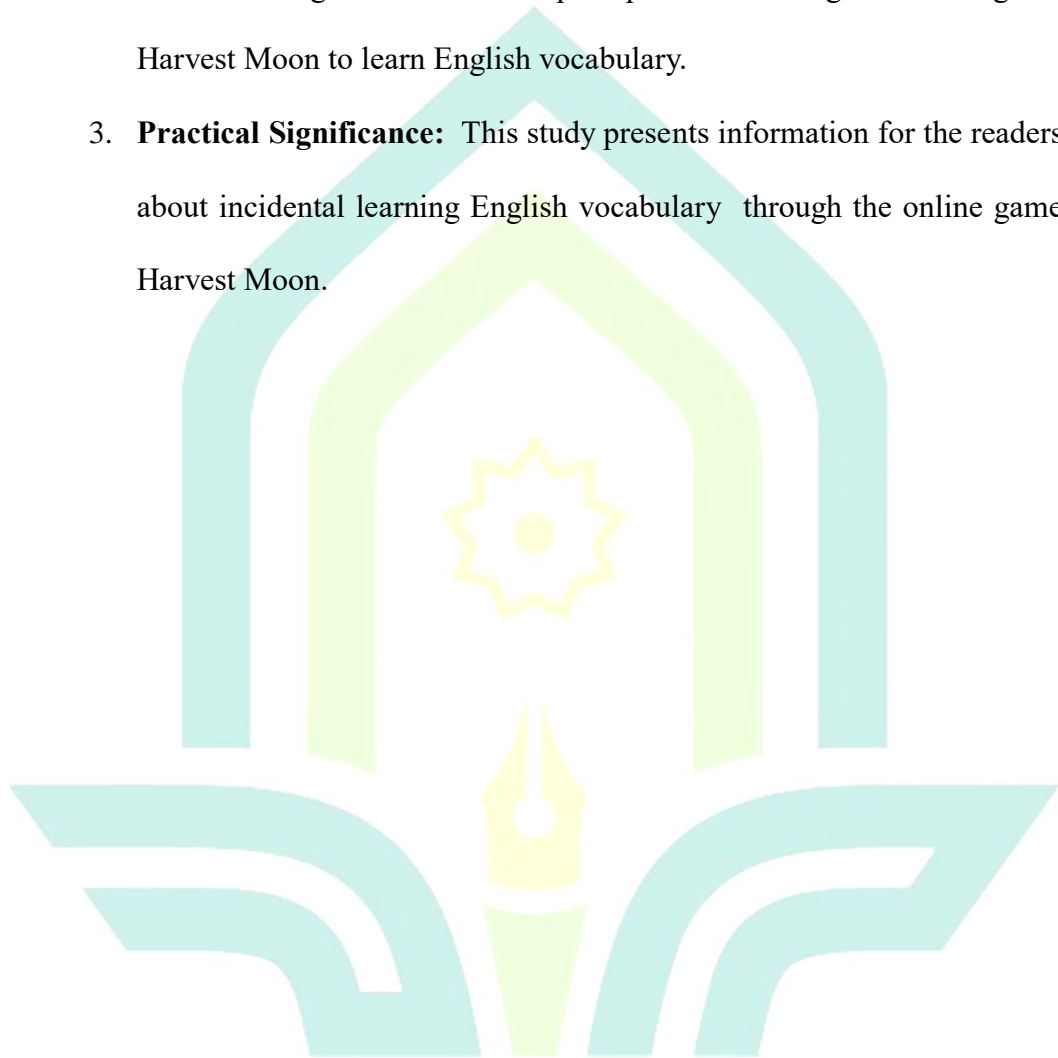 Harvest Moon to learn English vocabulary.
3. Practical Significance: This study presents information for the readers
about incidental learning English vocabulary through the online game
Harvest Moon.